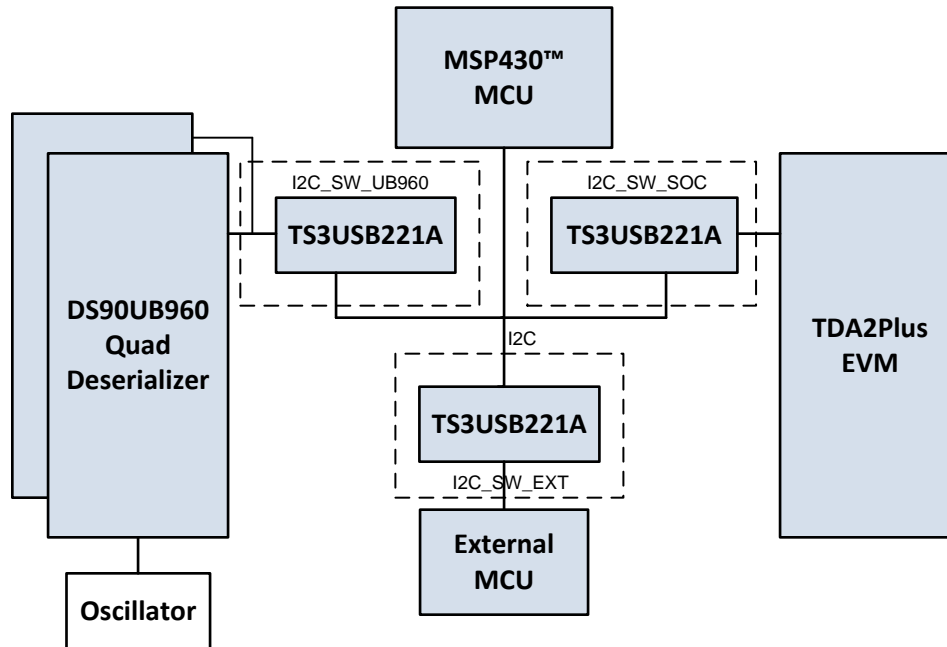 MSP430™
MCU
I2C_SW_UB960
I2C_SW_SOC
TS3USB221A
TS3USB221A
DS90UB960
Quad
Deserializer
TDA2Plus
EVM
I2C
TS3USB221A
I2C_SW_EXT
External
MCU
Oscillator